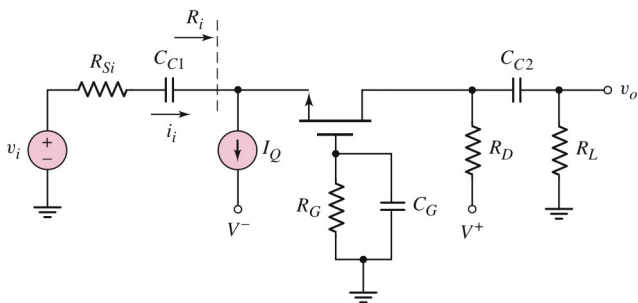 R_i
R_Si
C_C1
C_C2
v_o
i_i
v_i
+
−
I_Q
R_D
R_L
R_G
C_G
V^−
V^+